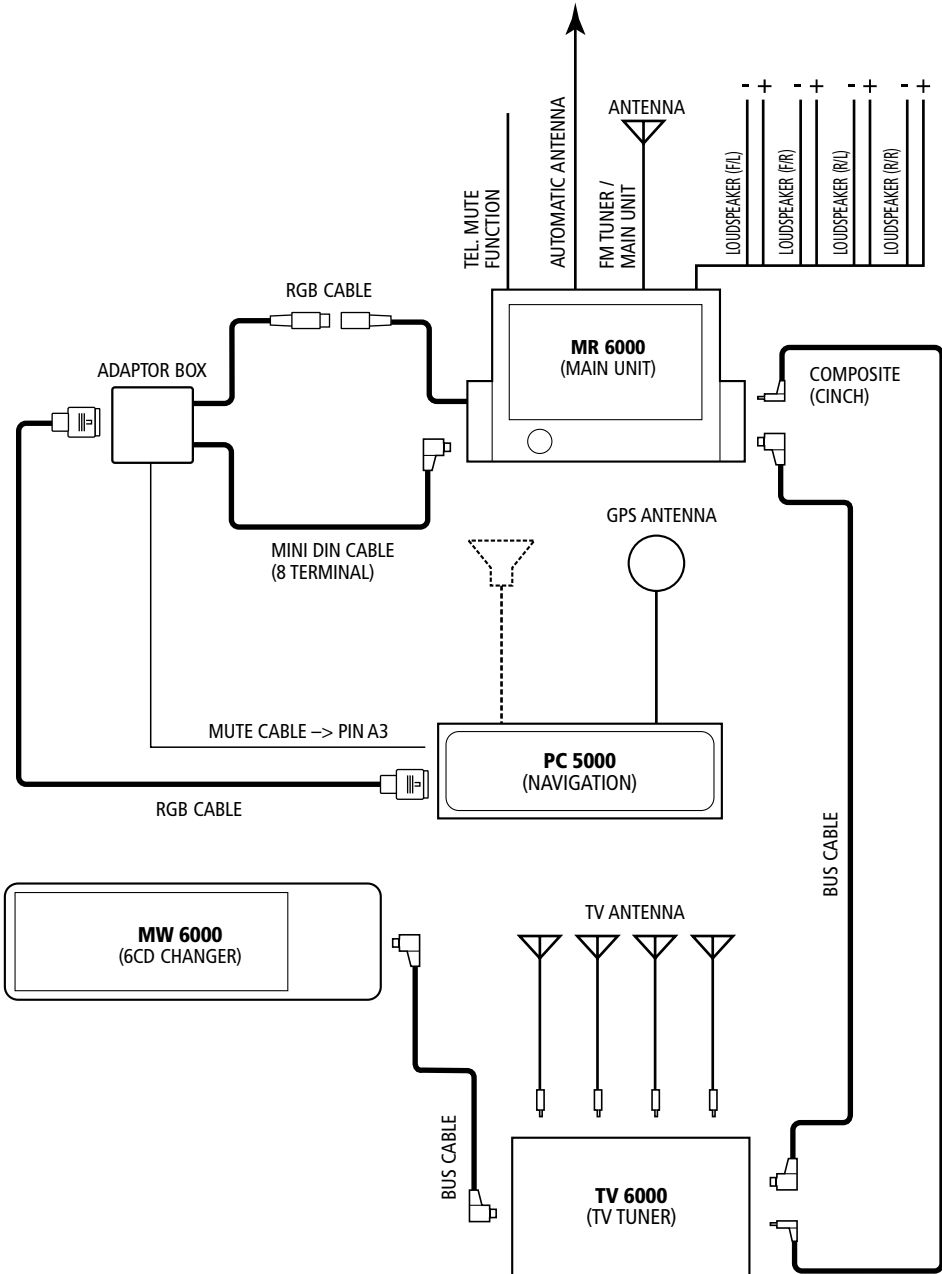 - + - + - + - +
ANTENNA
TEL. MUTE
FUNCTION
AUTOMATIC ANTENNA
FM TUNER /
MAIN UNIT
LOUDSPEAKER (F/L)
LOUDSPEAKER (F/R)
LOUDSPEAKER (R/L)
LOUDSPEAKER (R/R)
RGB CABLE
MR 6000
(MAIN UNIT)
ADAPTOR BOX
COMPOSITE
(CINCH)
MINI DIN CABLE
(8 TERMINAL)
GPS ANTENNA
MUTE CABLE –> PIN A3
PC 5000
(NAVIGATION)
RGB CABLE
BUS CABLE
MW 6000
(6CD CHANGER)
TV ANTENNA
BUS CABLE
TV 6000
(TV TUNER)